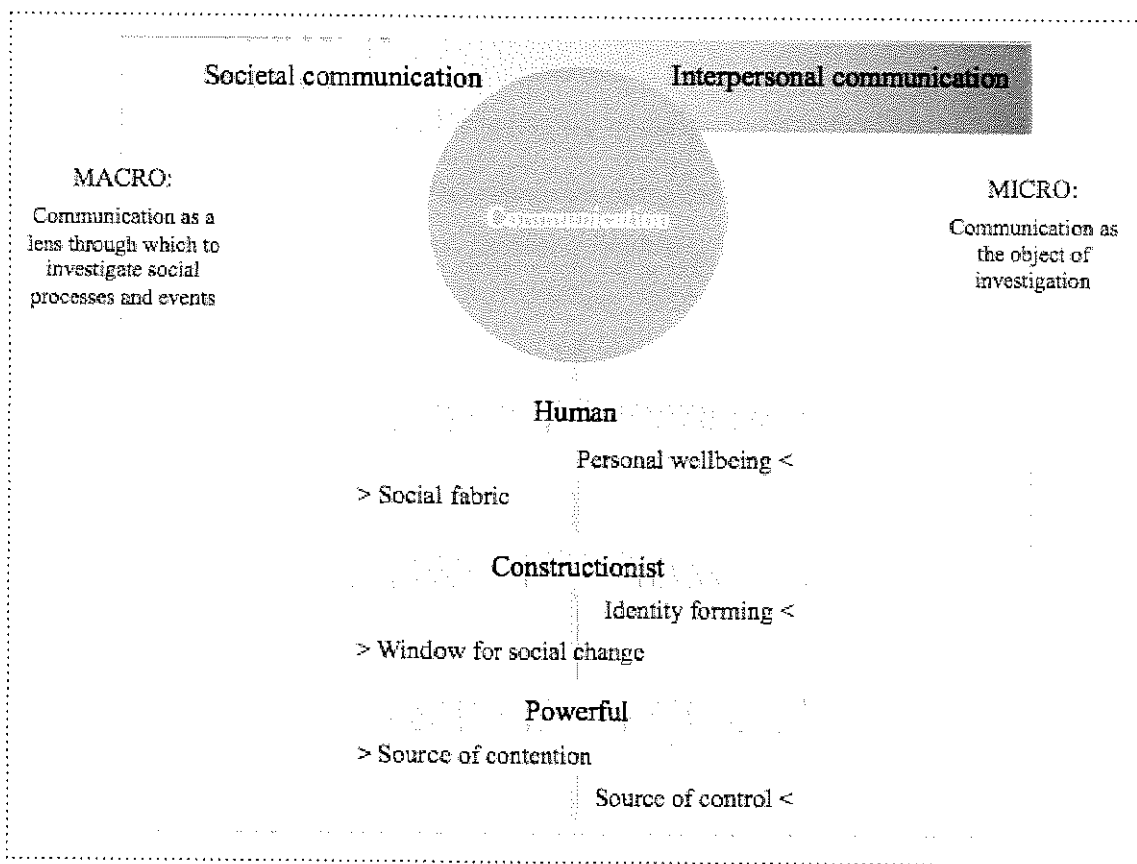 Societal communication
Interpersonal communication
Communication
MACRO:
Communication as a
lens through which to
investigate social
processes and events
MICRO:
Communication as
the object of
investigation
Human
Personal wellbeing <
> Social fabric
Constructionist
Identity forming <
> Window for social change
Powerful
> Source of contention
Source of control <